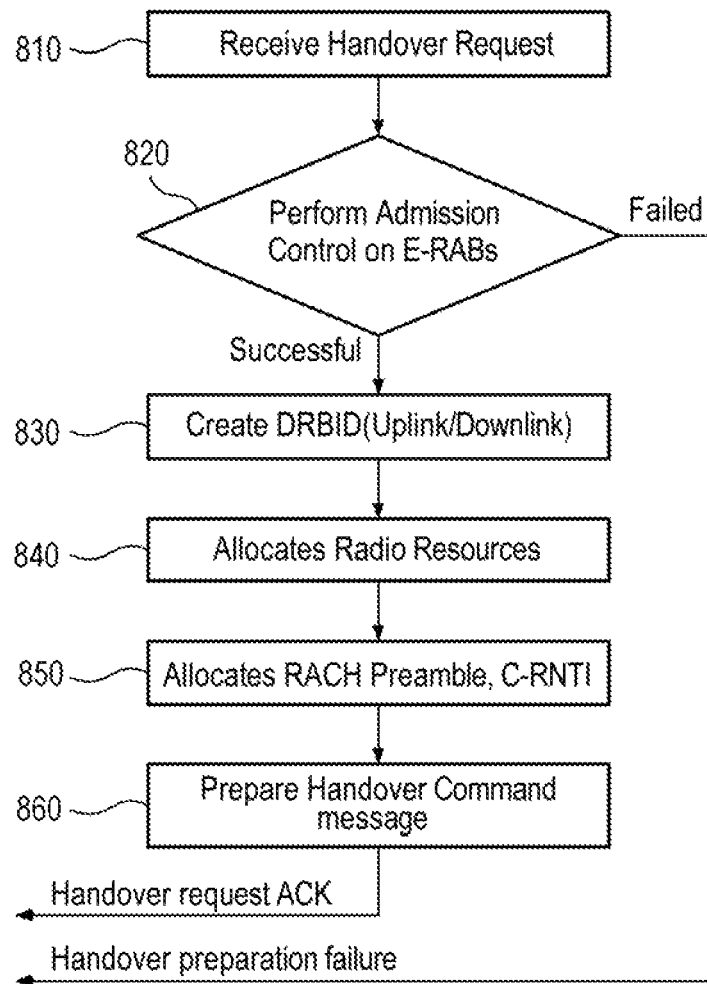 810
Receive Handover Request
820
Perform Admission
Control on E-RABs
Failed
Successful
830
Create DRBID(Uplink/Downlink)
840
Allocates Radio Resources
850
Allocates RACH Preamble, C-RNTI
860
Prepare Handover Command
message
Handover request ACK
Handover preparation failure